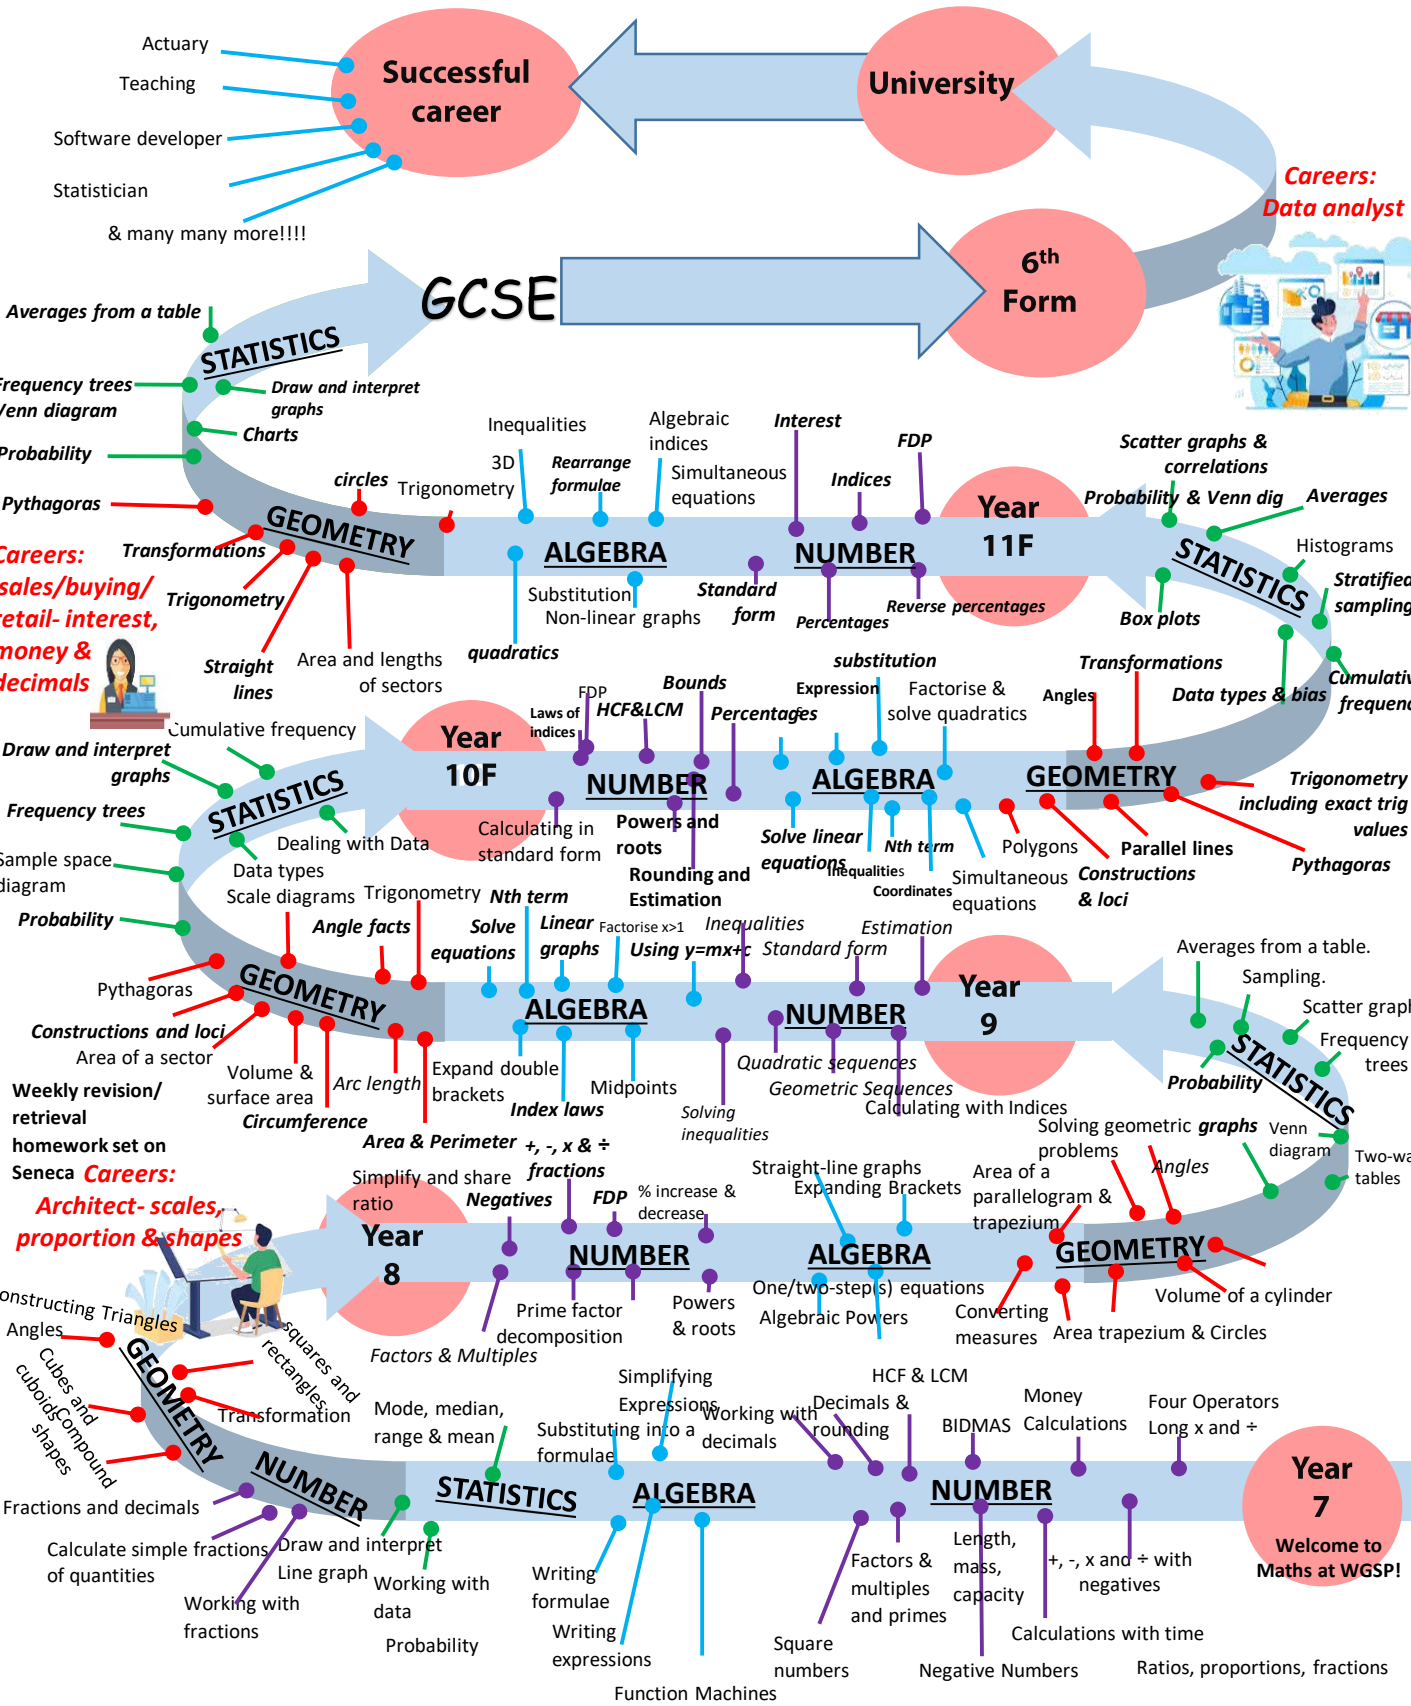 Actuary
Teaching
Software developer
Statistician
& many many more!!!!
Successful
career
University
Careers:
Data analyst
GCSE
6th
Form
Averages from a table
STATISTICS
Frequency trees
Venn diagram
Draw and interpret
graphs
Charts
Probability
Pythagoras
circles
GEOMETRY
Transformations
Trigonometry
Straight
lines
Area and lengths
of sectors
3D
Trigonometry
Inequalities
Rearrange
formulae
Algebraic
indices
Simultaneous
equations
ALGEBRA
Substitution
Non-linear graphs
quadratics
Interest
Indices
FDP
NUMBER
Standard
form
Percentages
Reverse percentages
Year
11F
Scatter graphs &
correlations
Probability & Venn dig
Averages
Histograms
Stratified
sampling
STATISTICS
Box plots
Data types & bias
Cumulative
frequenc
Careers:
sales/buying/
retail- interest,
money &
decimals
Transformations
Angles
GEOMETRY
Trigonometry
including exact trig
values
Pythagoras
Parallel lines
Constructions
& loci
Polygons
substitution
Expression
Factorise &
solve quadratics
ALGEBRA
Solve linear
equations
Inequalities
Nth term
Coordinates
Simultaneous
equations
Bounds
FDP
Laws of
indices
HCF&LCM
Percentages
NUMBER
Calculating in
standard form
Powers and
roots
Rounding and
Estimation
Year
10F
Cumulative frequency
Draw and interpret
graphs
STATISTICS
Frequency trees
Dealing with Data
Data types
Sample space
diagram
Probability
Scale diagrams
Trigonometry
Angle facts
Pythagoras
GEOMETRY
Constructions and loci
Area of a sector
Volume &
surface area
Circumference
Arc length
Area & Perimeter
Nth term
Solve
equations
Linear
graphs
Factorise x>1
Using y=mx+c
ALGEBRA
Expand double
brackets
Index laws
Midpoints
Inequalities
Standard form
Estimation
NUMBER
Quadratic sequences
Geometric Sequences
Calculating with Indices
Solving
inequalities
Year
9
Averages from a table.
Sampling.
Scatter graph
Frequency
trees
STATISTICS
Probability
Venn
diagram
Two-wa
tables
graphs
Solving geometric
problems
Angles
Area of a
parallelogram &
trapezium
GEOMETRY
Volume of a cylinder
Converting
measures
Area trapezium & Circles
Straight-line graphs
Expanding Brackets
ALGEBRA
One/two-step(s) equations
Algebraic Powers
+, -, x & ÷
fractions
Negatives
FDP
% increase &
decrease
NUMBER
Simplify and share
ratio
Prime factor
decomposition
Factors & Multiples
Powers
& roots
Year
8
Weekly revision/
retrieval
homework set on
Seneca
Careers:
Architect- scales,
proportion & shapes
onstructing Triangles
Angles
squares and
rectangles
Cubes and
cuboids
Compound
shapes
Transformation
GEOMETRY
NUMBER
Fractions and decimals
Calculate simple fractions
of quantities
Working with
fractions
Mode, median,
range & mean
STATISTICS
Draw and interpret
Line graph
Working with
data
Probability
Simplifying
Expressions
Substituting into a
formulae
ALGEBRA
Writing
formulae
Writing
expressions
Function Machines
Working with
decimals
Decimals &
rounding
HCF & LCM
BIDMAS
Money
Calculations
Four Operators
Long x and ÷
NUMBER
Square
numbers
Factors &
multiples
and primes
Length,
mass,
capacity
Negative Numbers
+, -, x and ÷ with
negatives
Calculations with time
Ratios, proportions, fractions
Year
7
Welcome to
Maths at WGSP!